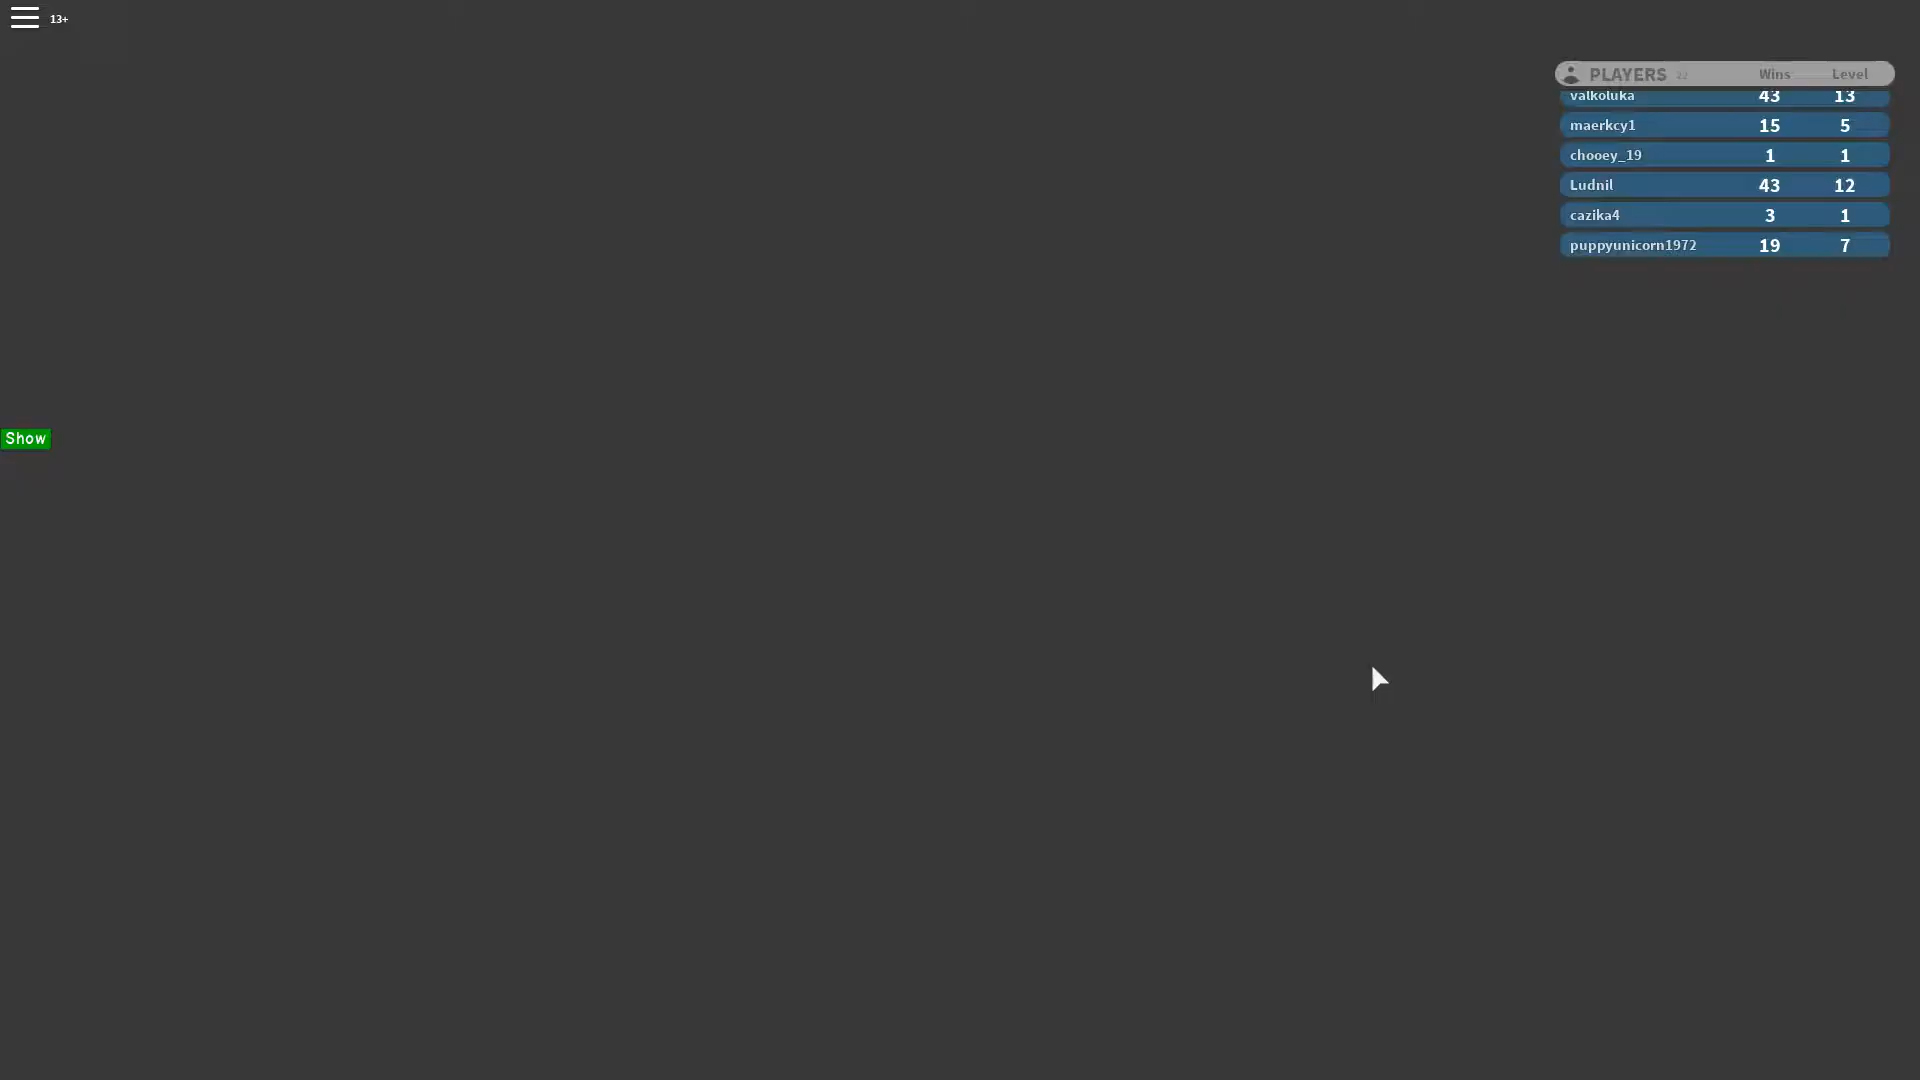 13+
PLAYERS 22 Wins Level
valkoluka 43 13
maerkcy1 15 5
chooey_19 1 1
Ludnil 43 12
cazika4 3 1
puppyunicorn1972 19 7
Show